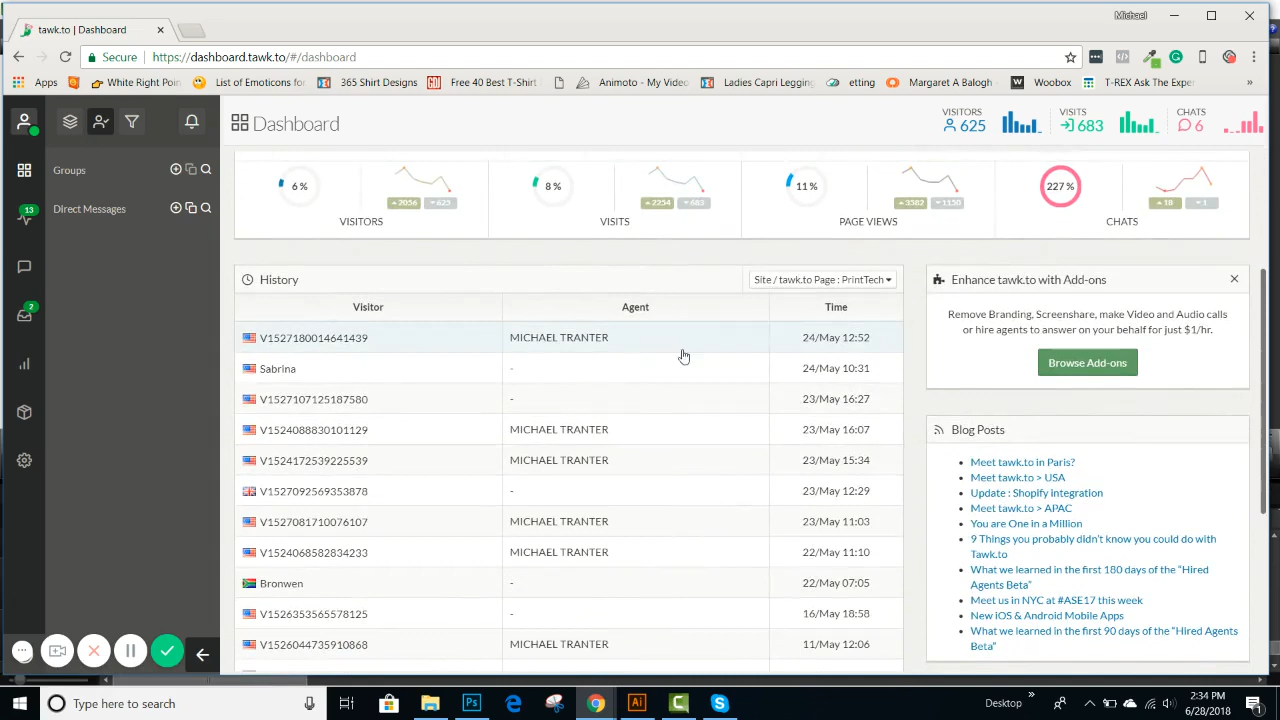 Michael
tawk.to | Dashboard
Secure
https://dashboard.tawk.to/#/dashboard
Apps
White Right Poin
List of Emotions for
365 Shirt Designs
Free 40 Best T-Shirt
Animoto - My Video
Ladies Capri Legging
etting
Margaret A Balogh
Woobox
T-REX Ask The Exper
Dashboard
VISITORS
625
VISITS
683
CHATS
6
Groups
Direct Messages
13
2
6 %
2056
623
VISITORS
8 %
2254
683
VISITS
11 %
3582
1150
PAGE VIEWS
227 %
18
1
CHATS
History
Site / tawk.to Page : PrintTech
Visitor Agent Time
V1527180014641439 MICHAEL TRANTER 24/May 12:52
Sabrina - 24/May 10:31
V1527107125187580 - 23/May 16:27
V1524088830101129 MICHAEL TRANTER 23/May 16:07
V1524172539225539 MICHAEL TRANTER 23/May 15:34
V1527092569353878 - 23/May 12:29
V1527081710076107 MICHAEL TRANTER 23/May 11:03
V1524068582834233 MICHAEL TRANTER 22/May 11:10
Bronwen - 22/May 07:05
V1526353565578125 - 16/May 18:58
V1526044735910868 MICHAEL TRANTER 11/May 12:06
Enhance tawk.to with Add-ons
Remove Branding, Screenshare, make Video and Audio calls
or hire agents to answer on your behalf for just $1/hr.
Browse Add-ons
Blog Posts
Meet tawk.to in Paris?
Meet tawk.to > USA
Update : Shopify integration
Meet tawk.to > APAC
You are One in a Million
9 Things you probably didn't know you could do with
Tawk.to
What we learned in the first 180 days of the "Hired
Agents Beta"
Meet us in NYC at #ASE17 this week
New iOS & Android Mobile Apps
What we learned in the first 90 days of the "Hired Agents
Beta"
Type here to search
Ps
Ai
Desktop
2:34 PM
6/28/2018
1